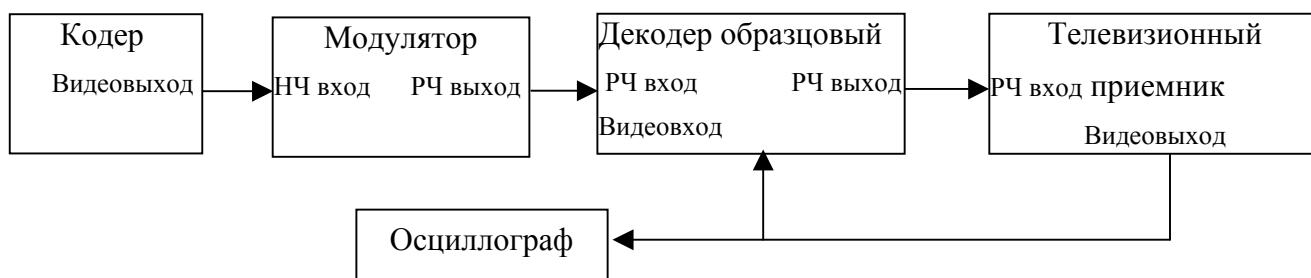 Кодер
Видеовыход
Модулятор
НЧ вход РЧ выход
Декодер образцовый
РЧ вход РЧ выход
Видеовход
Телевизионный
РЧ вход приемник
Видеовыход
Осциллограф